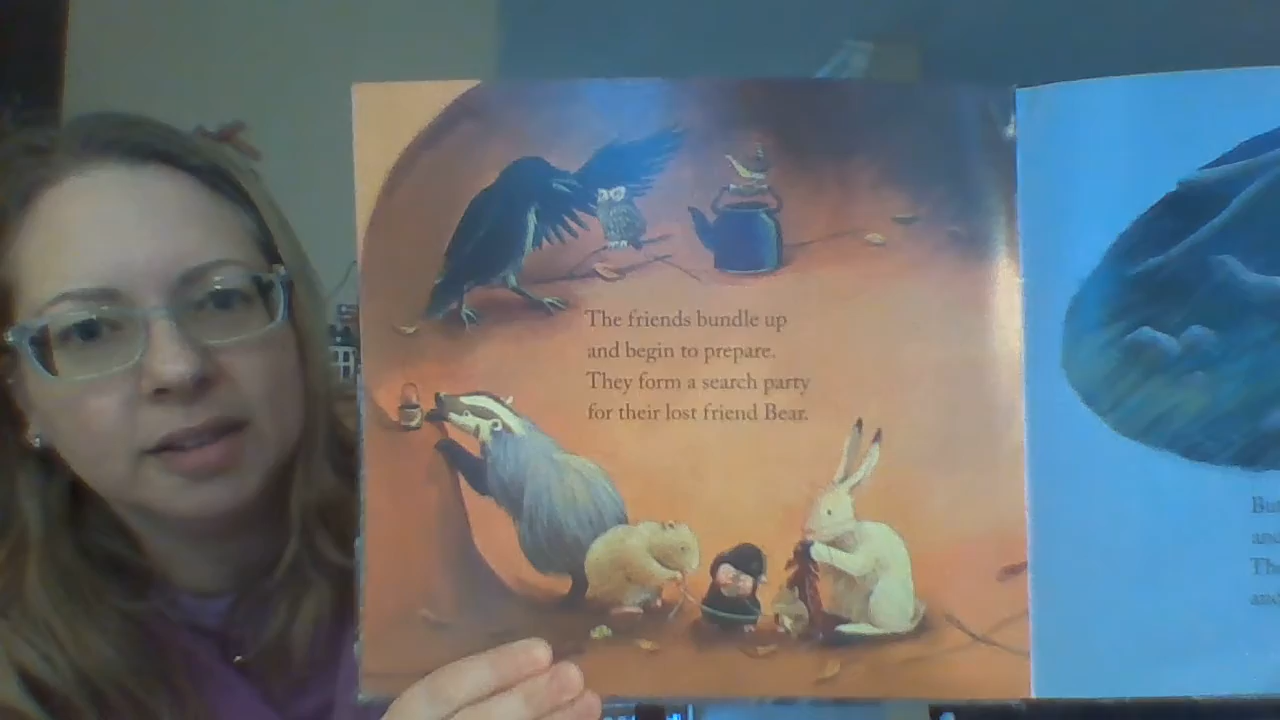 The friends bundle up
and begin to prepare.
They form a search party
for their lost friend Bear.